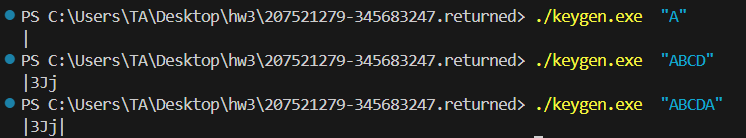 PS C:\Users\TA\Desktop\hw3\207521279-345683247.returned> ./keygen.exe  "A"
|
PS C:\Users\TA\Desktop\hw3\207521279-345683247.returned> ./keygen.exe  "ABCD"
|3Jj
PS C:\Users\TA\Desktop\hw3\207521279-345683247.returned> ./keygen.exe  "ABCDA"
|3Jj|